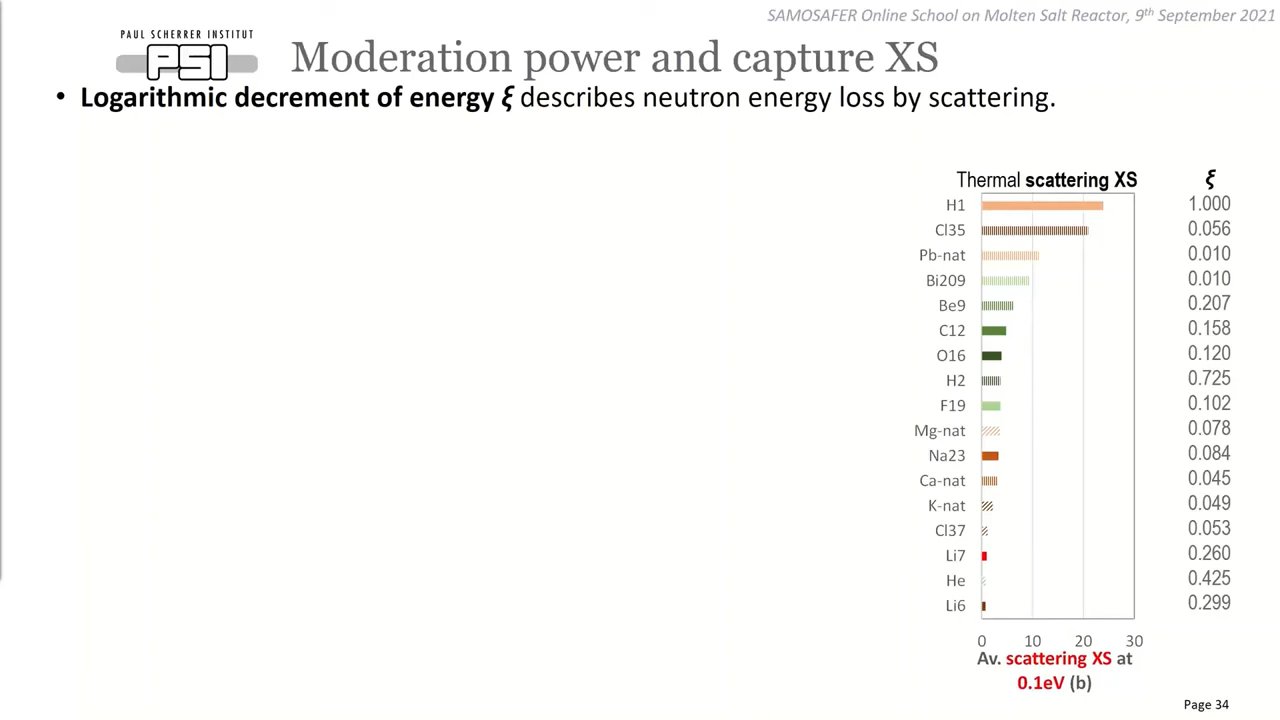 SAMOSAFER Online School on Molten Salt Reactor, 9th September 2021
PAUL SCHERRER INSTITUT
PSI
Moderation power and capture XS
• Logarithmic decrement of energy ξ describes neutron energy loss by scattering.
Thermal scattering XS ξ
H1 1.000
Cl35 0.056
Pb-nat 0.010
Bi209 0.010
Be9 0.207
C12 0.158
O16 0.120
H2 0.725
F19 0.102
Mg-nat 0.078
Na23 0.084
Ca-nat 0.045
K-nat 0.049
Cl37 0.053
Li7 0.260
He 0.425
Li6 0.299
0 10 20 30
Av. scattering XS at
0.1eV (b)
Page 34